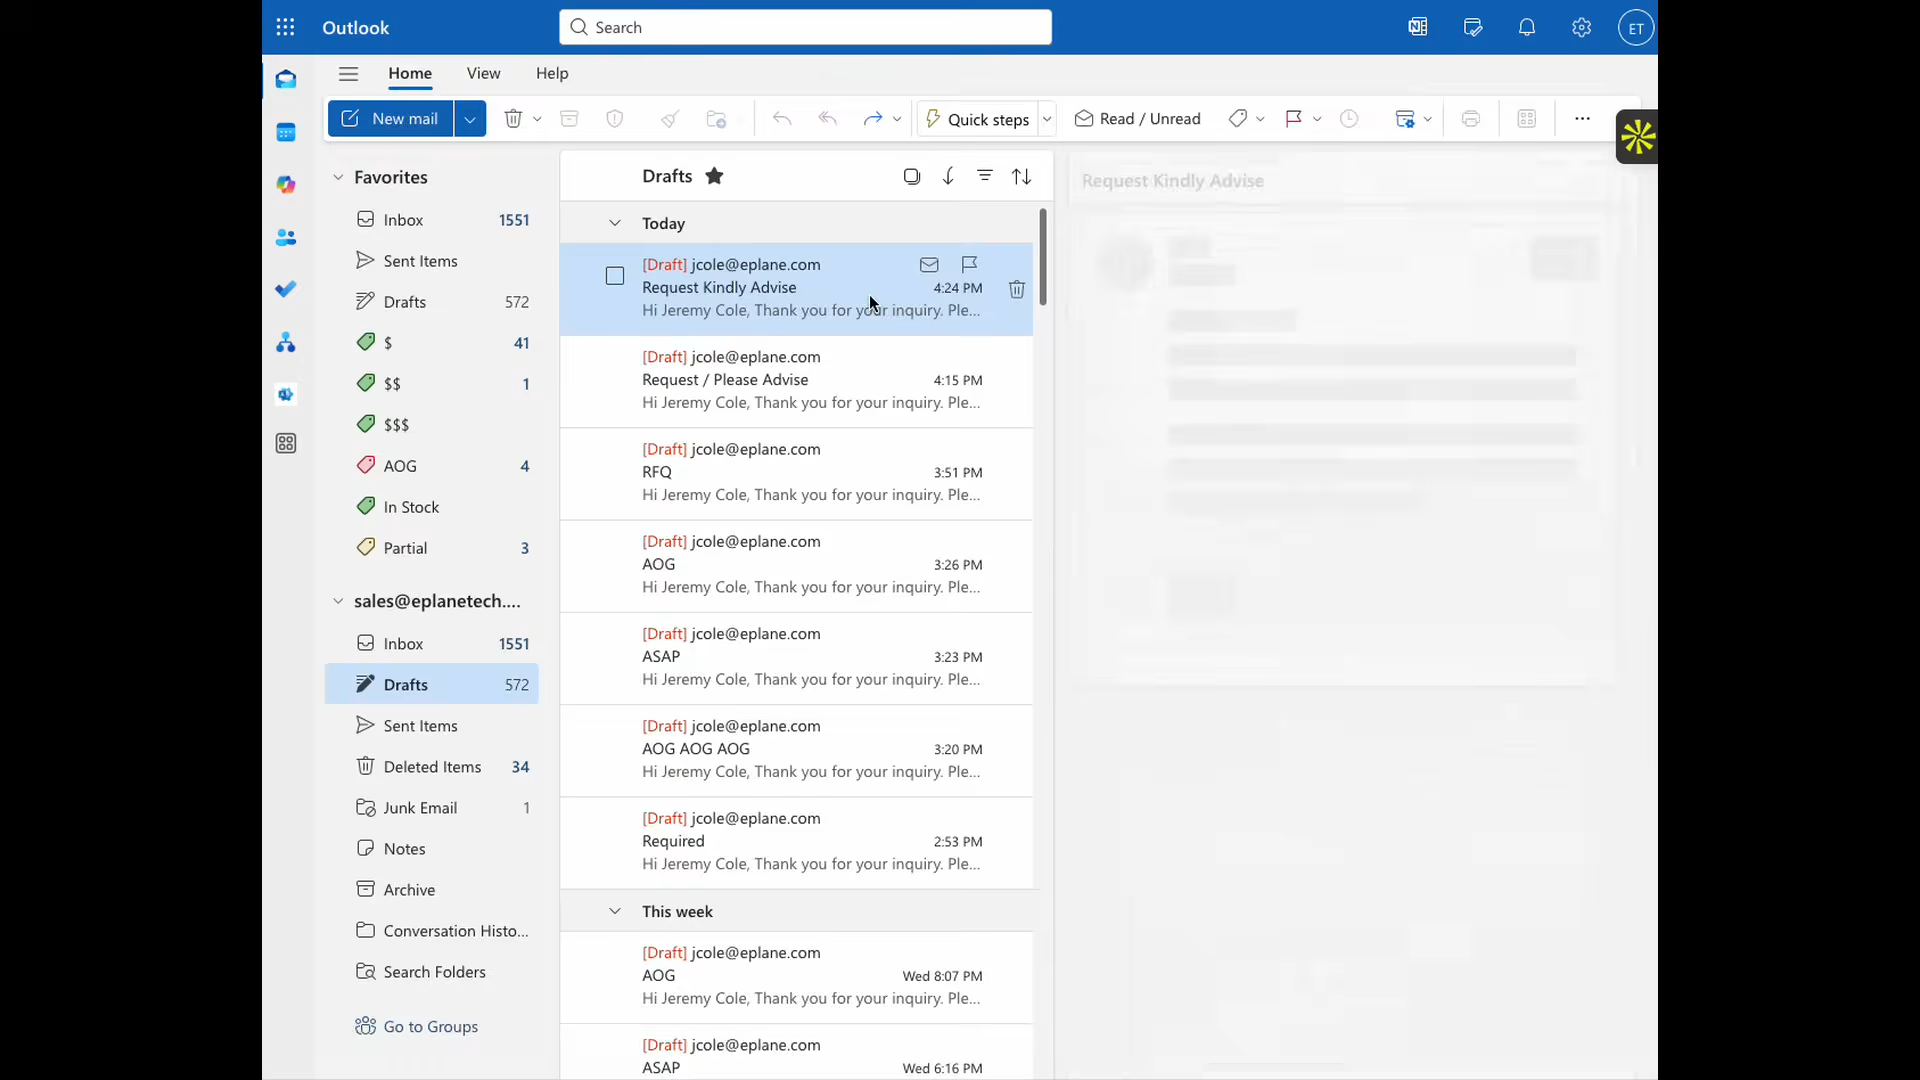 Outlook
Search
ET
Home
View
Help
New mail
Quick steps
Read / Unread
Favorites
Inbox 1551
Sent Items
Drafts 572
$ 41
$$ 1
$$$
AOG 4
In Stock
Partial 3
sales@eplanetech....
Inbox 1551
Drafts 572
Sent Items
Deleted Items 34
Junk Email 1
Notes
Archive
Conversation Histo...
Search Folders
Go to Groups
Drafts
Today
[Draft] jcole@eplane.com
Request Kindly Advise 4:24 PM
Hi Jeremy Cole, Thank you for your inquiry. Ple...
[Draft] jcole@eplane.com
Request / Please Advise 4:15 PM
Hi Jeremy Cole, Thank you for your inquiry. Ple...
[Draft] jcole@eplane.com
RFQ 3:51 PM
Hi Jeremy Cole, Thank you for your inquiry. Ple...
[Draft] jcole@eplane.com
AOG 3:26 PM
Hi Jeremy Cole, Thank you for your inquiry. Ple...
[Draft] jcole@eplane.com
ASAP 3:23 PM
Hi Jeremy Cole, Thank you for your inquiry. Ple...
[Draft] jcole@eplane.com
AOG AOG AOG 3:20 PM
Hi Jeremy Cole, Thank you for your inquiry. Ple...
[Draft] jcole@eplane.com
Required 2:53 PM
Hi Jeremy Cole, Thank you for your inquiry. Ple...
This week
[Draft] jcole@eplane.com
AOG Wed 8:07 PM
Hi Jeremy Cole, Thank you for your inquiry. Ple...
[Draft] jcole@eplane.com
ASAP Wed 6:16 PM
Request Kindly Advise